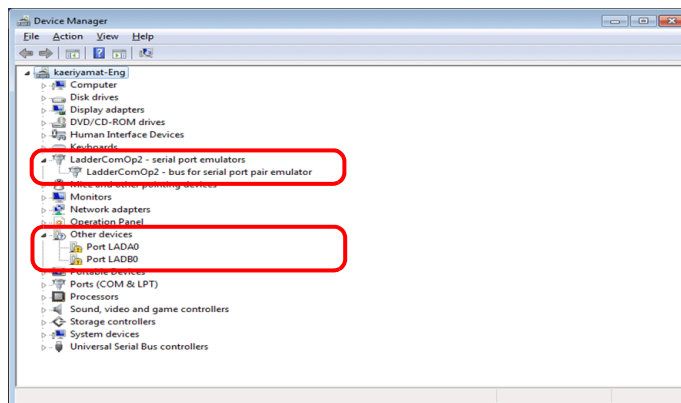 Device Manager
File Action View Help
kaeriyamat-Eng
Computer
Disk drives
Display adapters
DVD/CD-ROM drives
Human Interface Devices
Keyboards
LadderComOp2 - serial port emulators
LadderComOp2 - bus for serial port pair emulator
Mice and other pointing devices
Monitors
Network adapters
Operation Panel
Other devices
Port LADA0
Port LADB0
Portable Devices
Ports (COM & LPT)
Processors
Sound, video and game controllers
Storage controllers
System devices
Universal Serial Bus controllers